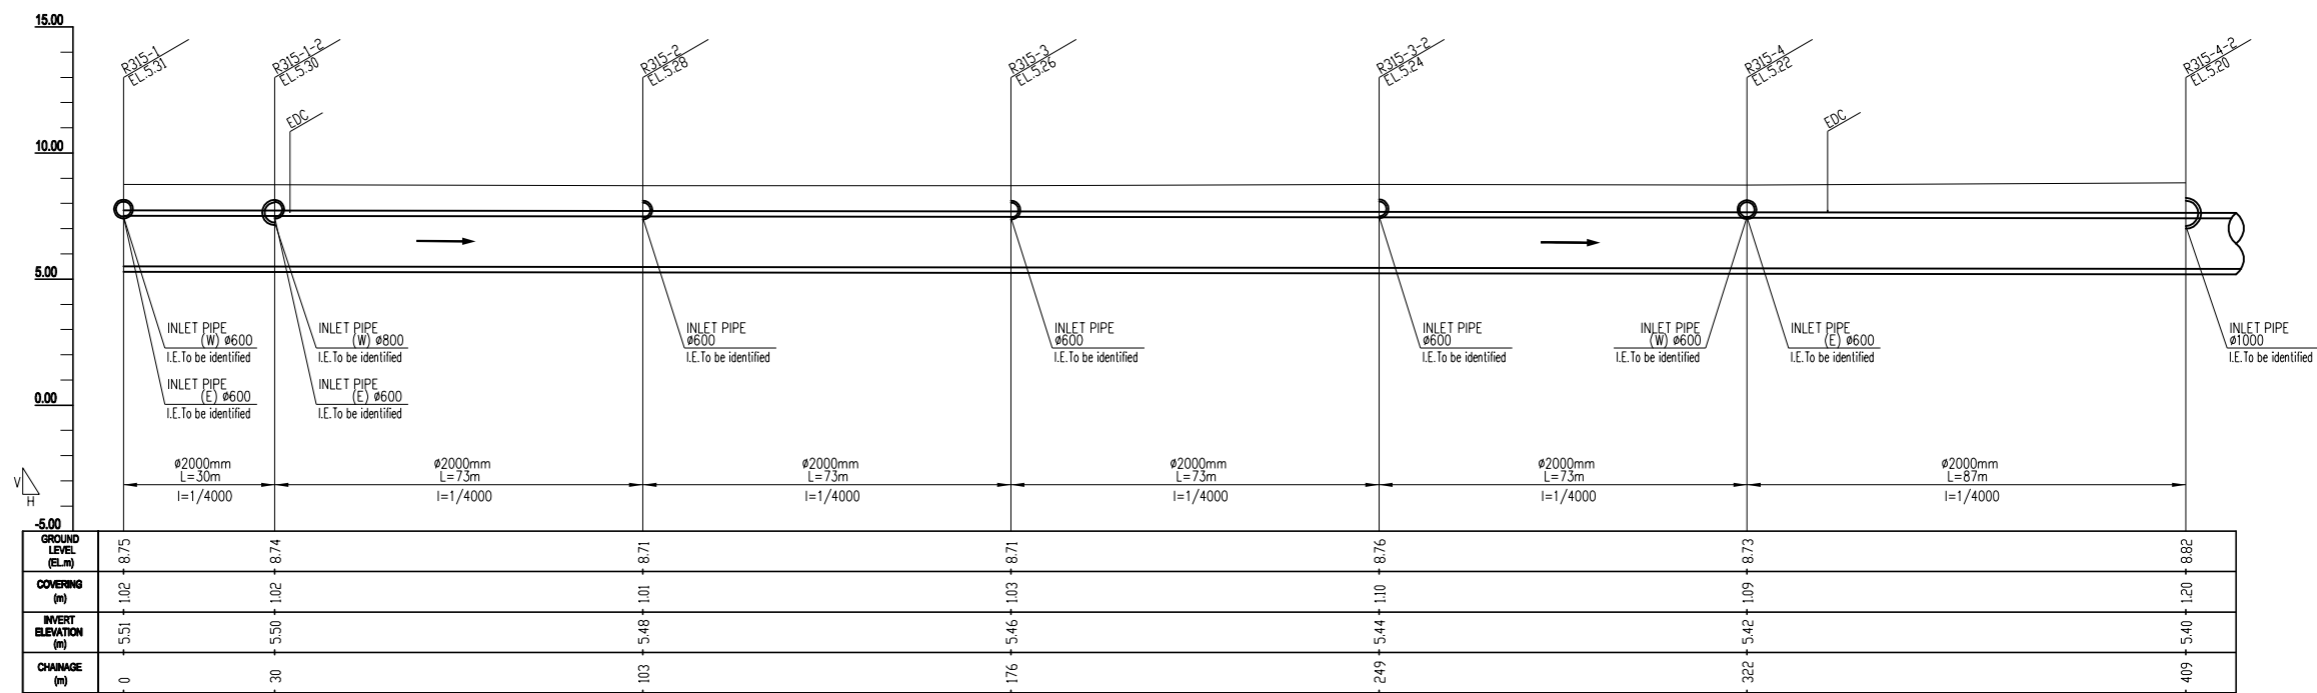 15.00
10.00
5.00
0.00
-5.00
R315-1
EL.5.31
R315-1-2
EL.5.30
R315-2
EL.5.28
R315-3
EL.5.26
R315-3-2
EL.5.24
R315-4
EL.5.22
R315-4-2
EL.5.20
EDC
EDC
INLET PIPE
(W) ø600
I.E.To be identified
INLET PIPE
(E) ø600
I.E.To be identified
INLET PIPE
(W) ø800
I.E.To be identified
INLET PIPE
(E) ø600
I.E.To be identified
INLET PIPE
ø600
I.E.To be identified
INLET PIPE
ø600
I.E.To be identified
INLET PIPE
ø600
I.E.To be identified
INLET PIPE
(W) ø600
I.E.To be identified
INLET PIPE
(E) ø600
I.E.To be identified
INLET PIPE
ø1000
I.E.To be identified
V
H
ø2000mm
L=30m
I=1/4000
ø2000mm
L=73m
I=1/4000
ø2000mm
L=73m
I=1/4000
ø2000mm
L=73m
I=1/4000
ø2000mm
L=73m
I=1/4000
ø2000mm
L=87m
I=1/4000
GROUND
LEVEL
(EL.m)
8.75 8.74 8.71 8.71 8.76 8.73 8.82
COVERING
(m)
1.02 1.02 1.01 1.03 1.10 1.09 1.20
INVERT
ELEVATION
(m)
5.51 5.50 5.48 5.46 5.44 5.42 5.40
CHAINAGE
(m)
0 30 103 176 249 322 409